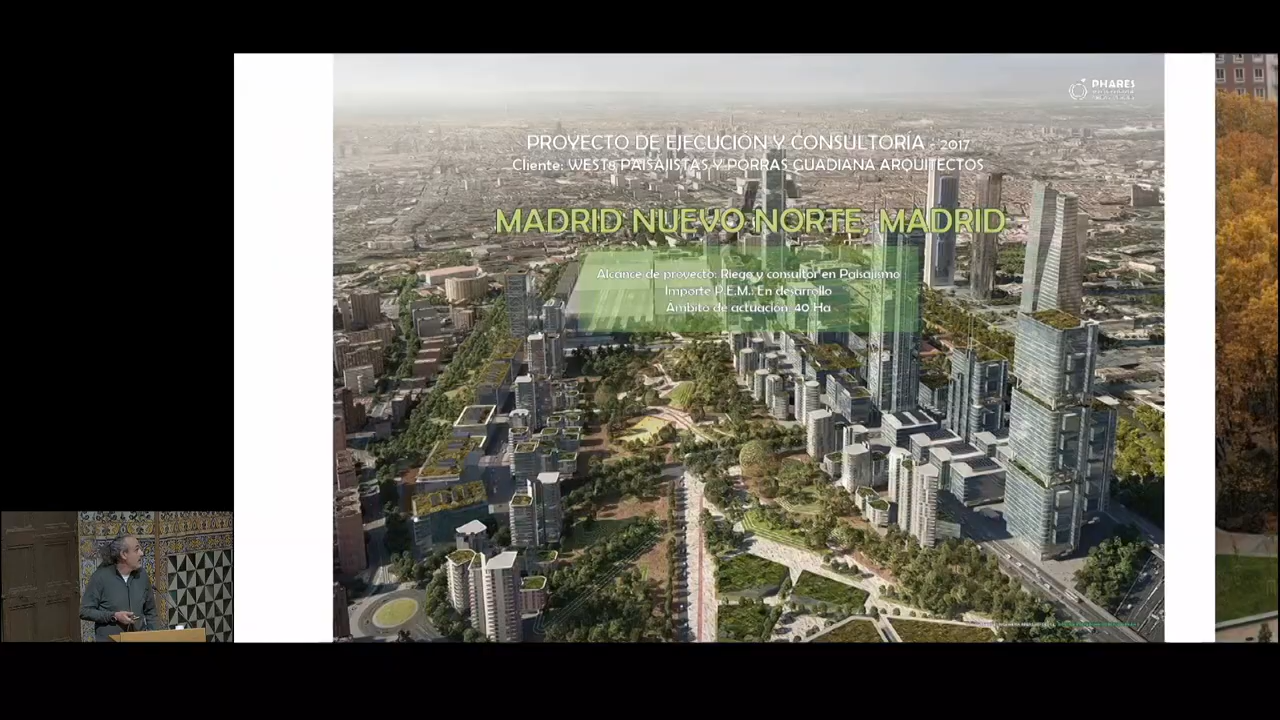 PHARES
PROYECTO DE EJECUCIÓN Y CONSULTORÍA - 2017
Cliente: WEST8 PAISAJISTAS Y PORRAS GUADIANA ARQUITECTOS
MADRID NUEVO NORTE, MADRID
Alcance de proyecto: Riego y consultor en Paisajismo
Importe P.E.M.: En desarrollo
Ámbito de actuación: 40 Ha